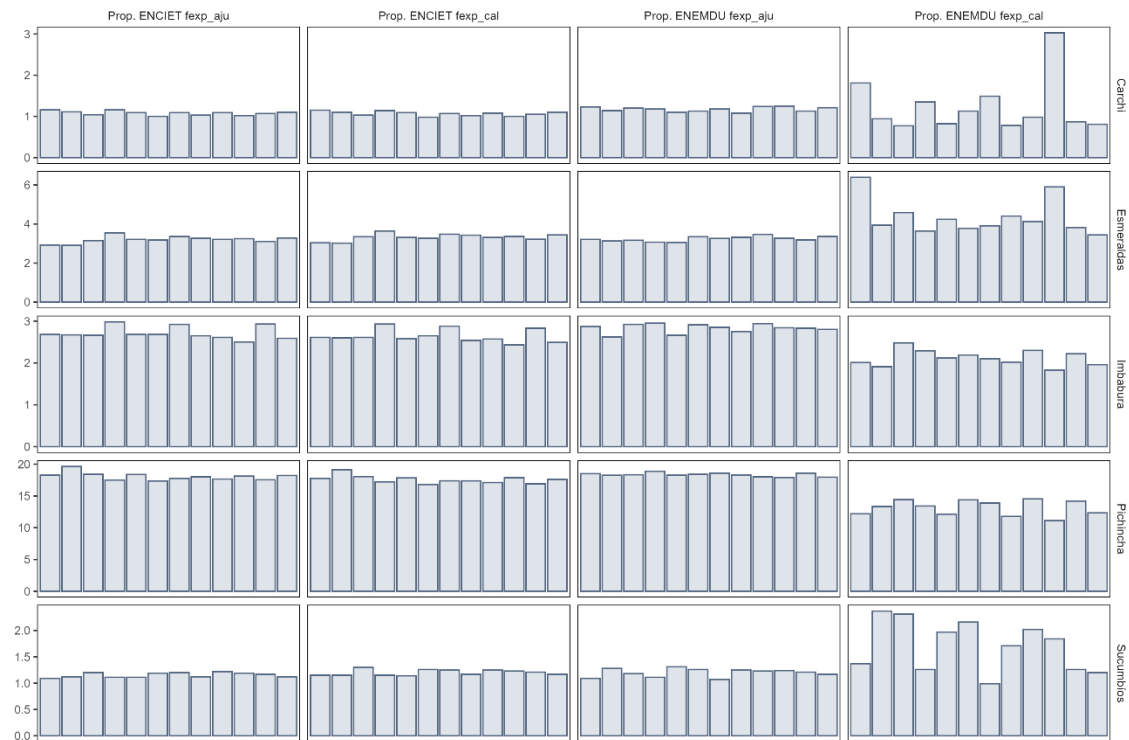 Prop. ENCIET fexp_aju
Prop. ENCIET fexp_cal
Prop. ENEMDU fexp_aju
Prop. ENEMDU fexp_cal
3
2
1
0
Carchi
6
4
2
0
Esmeraldas
3
2
1
0
Imbabura
20
15
10
5
0
Pichincha
2.0
1.5
1.0
0.5
0.0
Sucumbios